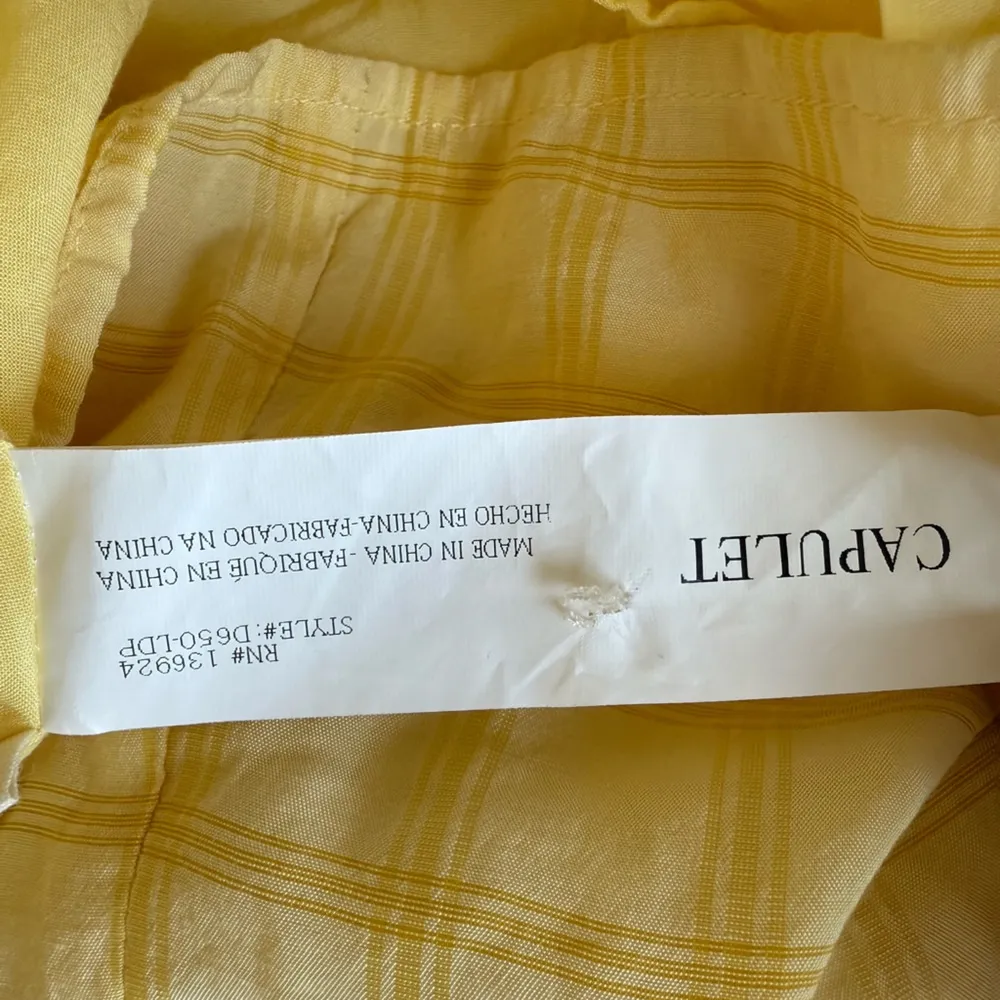 CAPULET
RN# 136924
STYLE#:D650-LDP
MADE IN CHINA - FABRIQUÉ EN CHINA
HECHO EN CHINA-FABRICADO NA CHINA